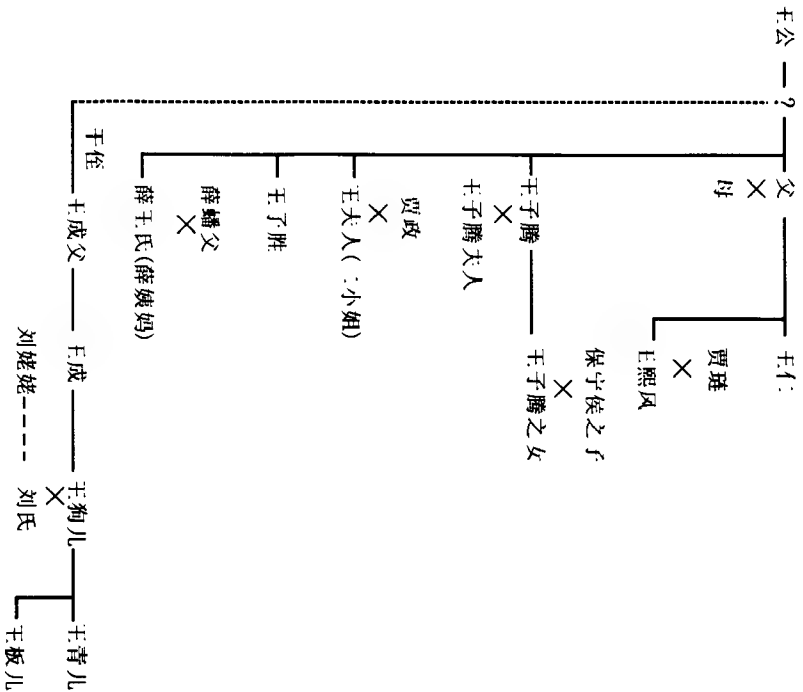 王公
?
父
母
王仁
贾琏
王熙凤
王子腾
王子腾夫人
保宁侯之子
王子腾之女
贾政
王夫人(二小姐)
王子胜
薛蟠父
薛王氏(薛姨妈)
王侄
王成父
王成
王狗儿
刘氏
刘姥姥
王青儿
王板儿